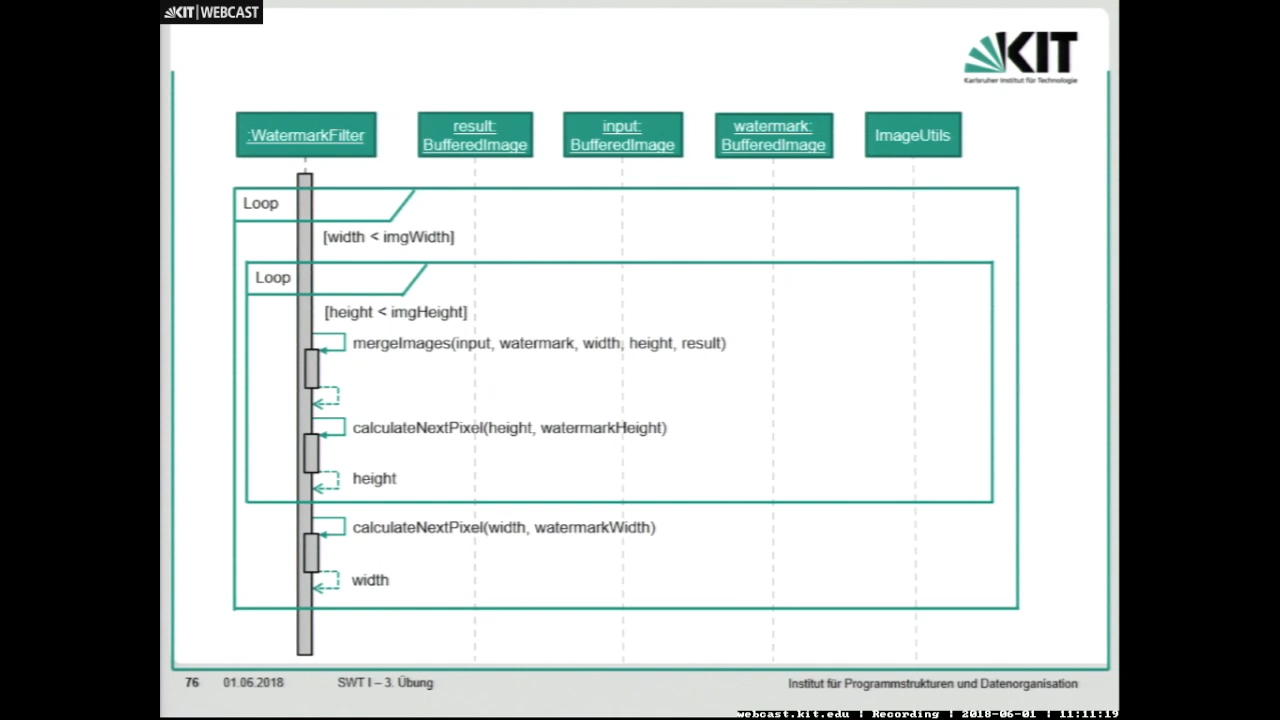 KIT|WEBCAST
KIT
Karlsruher Institut für Technologie
:WatermarkFilter
result:
BufferedImage
input:
BufferedImage
watermark:
BufferedImage
ImageUtils
Loop
[width < imgWidth]
Loop
[height < imgHeight]
mergeImages(input, watermark, width, height, result)
calculateNextPixel(height, watermarkHeight)
height
calculateNextPixel(width, watermarkWidth)
width
76 01.06.2018 SWT I – 3. Übung Institut für Programmstrukturen und Datenorganisation
webcast.kit.edu | Recording | 2018-06-01 | 11:11:19